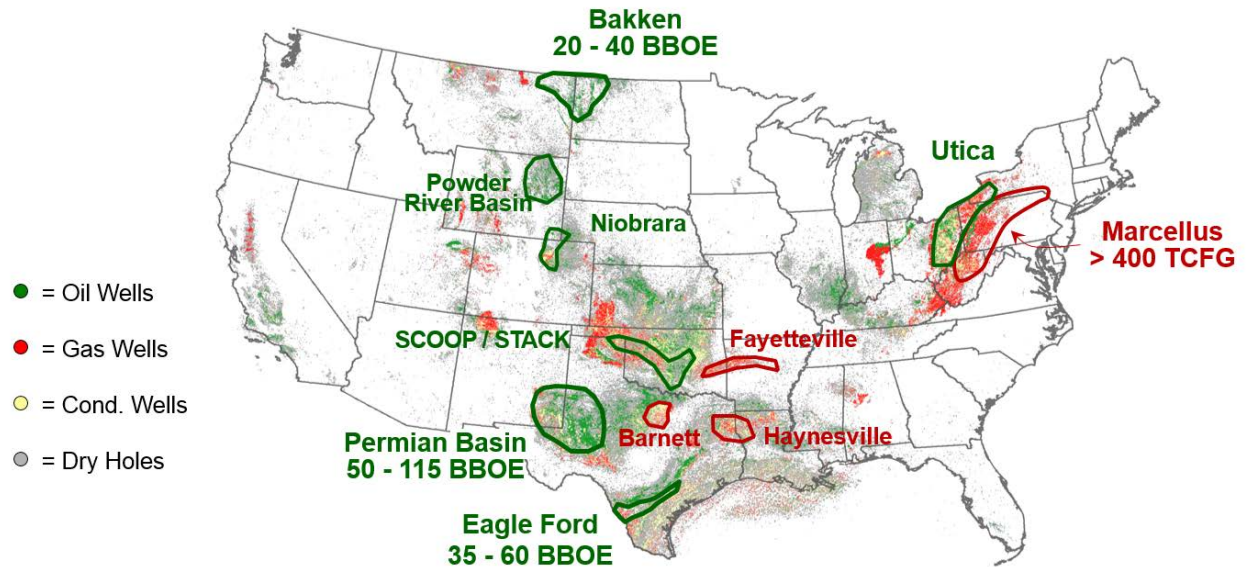 Bakken
20 - 40 BBOE
Utica
Powder
River Basin
Niobrara
Marcellus
> 400 TCFG
= Oil Wells
= Gas Wells
= Cond. Wells
= Dry Holes
SCOOP / STACK
Fayetteville
Permian Basin
50 - 115 BBOE
Barnett
Haynesville
Eagle Ford
35 - 60 BBOE